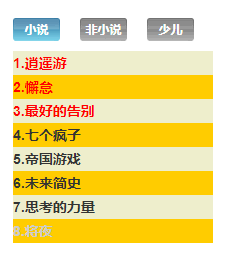 小说 非小说 少儿
1.逍遥游
2.懈怠
3.最好的告别
4.七个疯子
5.帝国游戏
6.未来简史
7.思考的力量
8.将夜